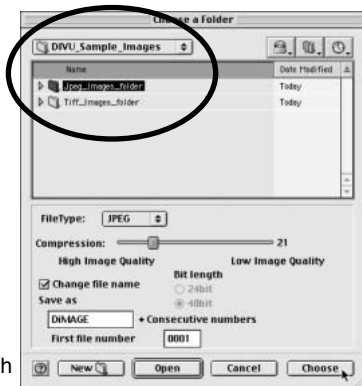 Choose a Folder
DIVU_Sample_Images
Name Date Modified
Jpeg_Images_folder Today
Tiff_Images_folder Today
FileType: JPEG
Compression: 21
High Image Quality Low Image Quality
Bit length
Change file name 24bit
Save as 48bit
DiMAGE + Consecutive numbers
First file number 0001
h New Open Cancel Choose